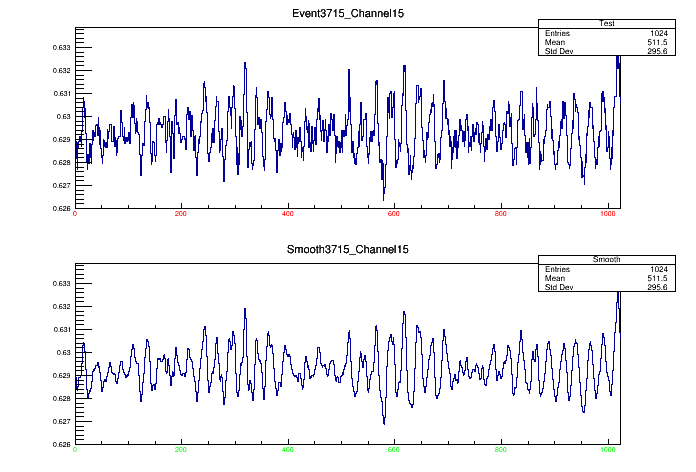 Event3715_Channel15
Test
Entries 1024
Mean 511.5
Std Dev 295.6
0.633
0.632
0.631
0.63
0.629
0.628
0.627
0.626
0 200 400 600 800 1000
Smooth3715_Channel15
Smooth
Entries 1024
Mean 511.5
Std Dev 295.6
0.633
0.632
0.631
0.63
0.629
0.628
0.627
0.626
0 200 400 600 800 1000